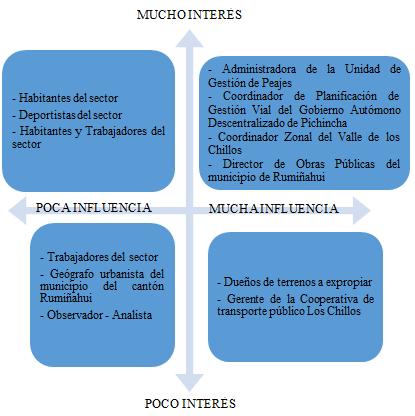 MUCHO INTERÉS
- Habitantes del sector
- Deportistas del sector
- Habitantes y Trabajadores del
sector
- Administradora de la Unidad de
Gestión de Peajes
- Coordinador de Planificación de
Gestión Vial del Gobierno Autónomo
Descentralizado de Pichincha
- Coordinador Zonal del Valle de los
Chillos
- Director de Obras Públicas del
municipio de Rumiñahui
POCA INFLUENCIA
MUCHA INFLUENCIA
- Trabajadores del sector
- Geógrafo urbanista del
municipio del cantón
Rumiñahui
- Observador - Analista
- Dueños de terrenos a expropiar
- Gerente de la Cooperativa de
transporte público Los Chillos
POCO INTERÉS